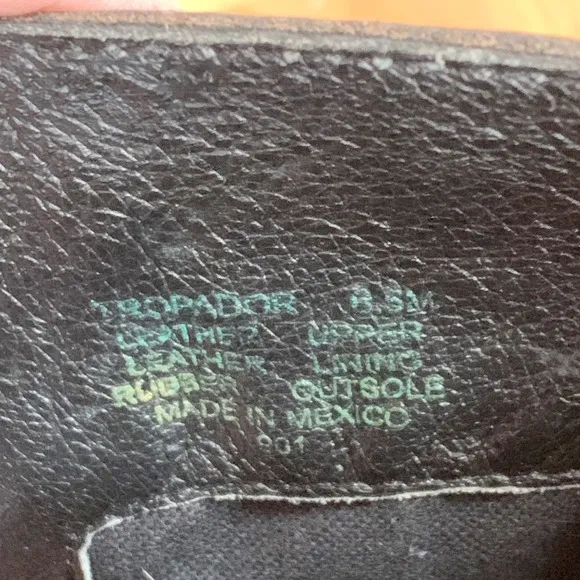 TROPADOR 8.5M
LEATHER UPPER
LEATHER LINING
RUBBER OUTSOLE
MADE IN MEXICO
901